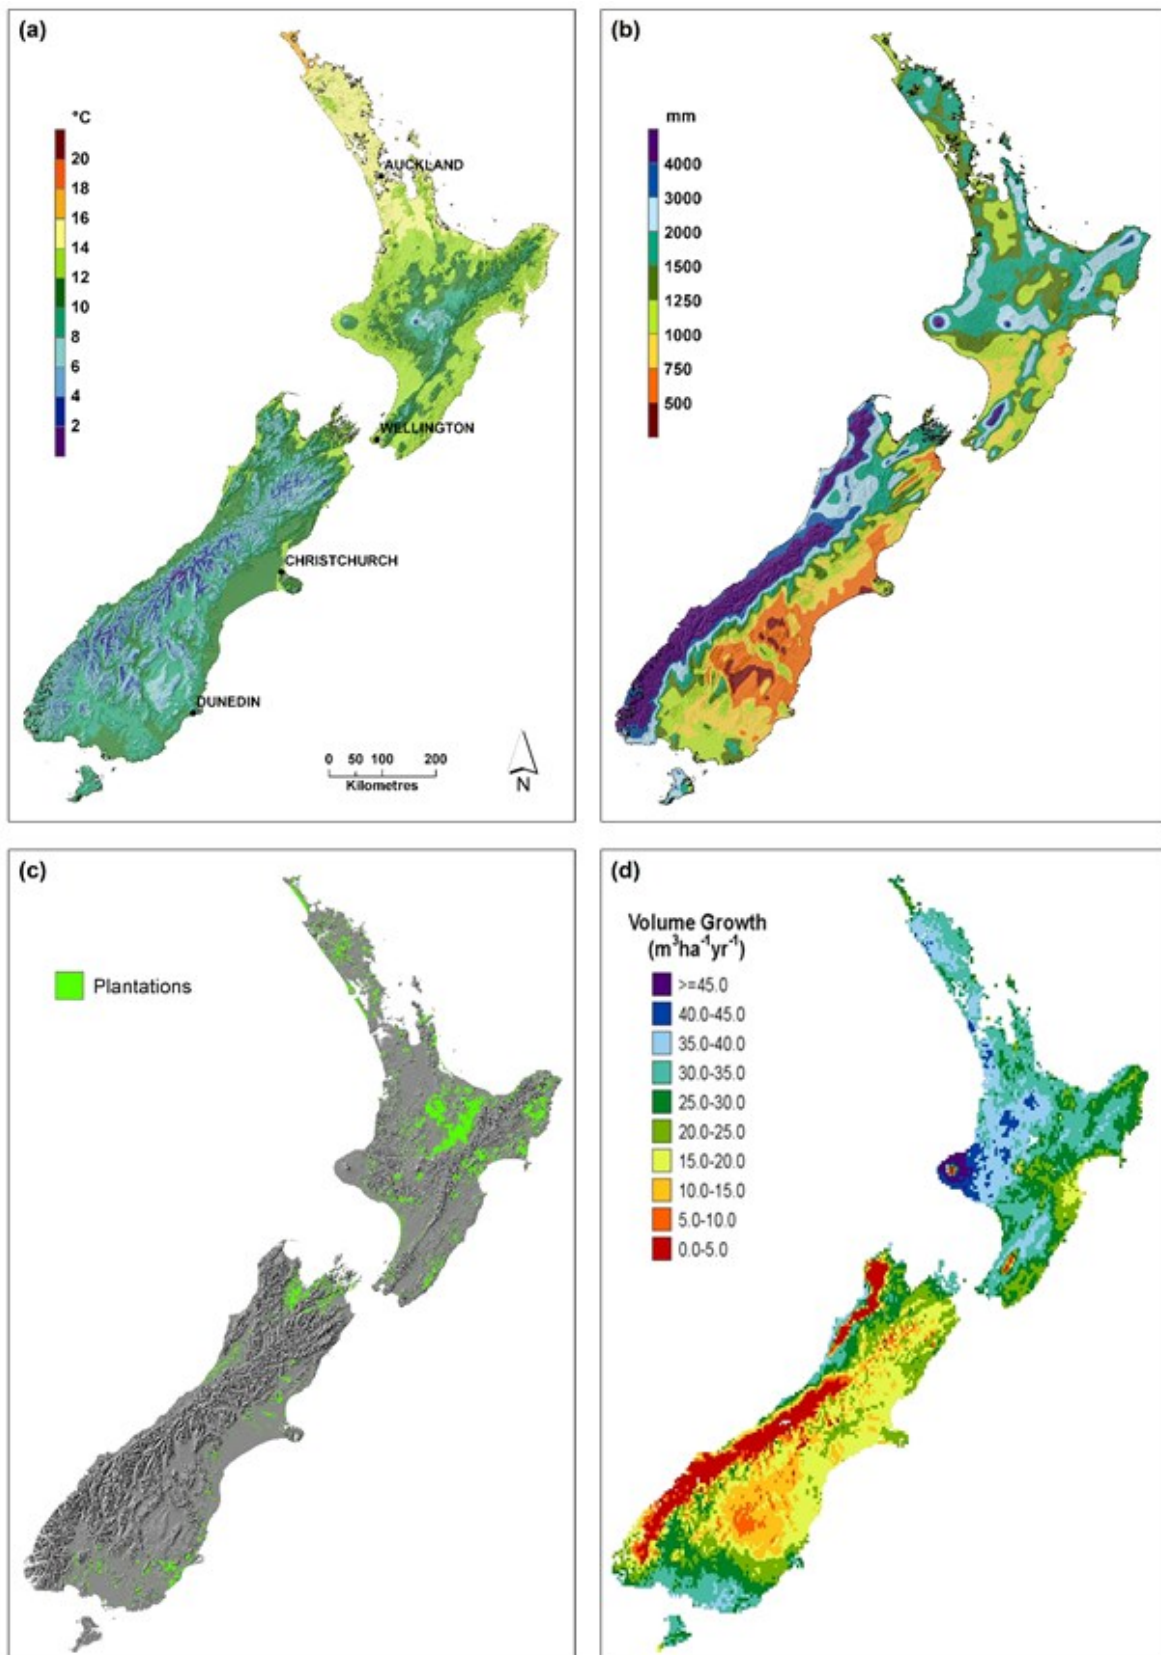 (a)
°C
20
18
16
14
12
10
8
6
4
2
AUCKLAND
WELLINGTON
CHRISTCHURCH
DUNEDIN
0 50 100 200
Kilometres
N
(b)
mm
4000
3000
2000
1500
1250
1000
750
500
(c)
Plantations
(d)
Volume Growth
(m³ha⁻¹yr⁻¹)
>=45.0
40.0-45.0
35.0-40.0
30.0-35.0
25.0-30.0
20.0-25.0
15.0-20.0
10.0-15.0
5.0-10.0
0.0-5.0